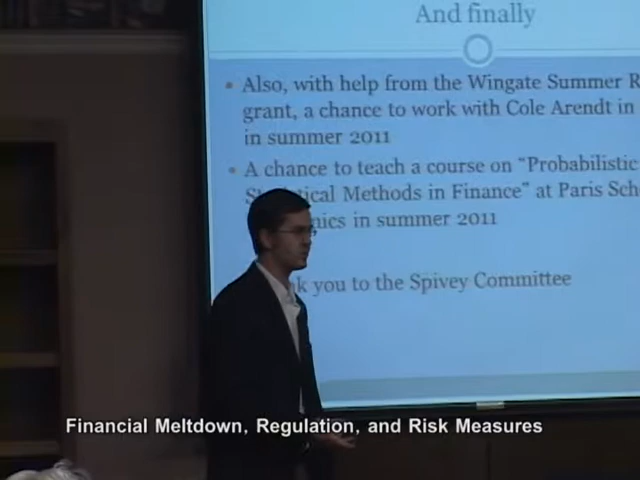 And finally
Also, with help from the Wingate Summer R
grant, a chance to work with Cole Arendt in
in summer 2011
A chance to teach a course on "Probabilistic
tical Methods in Finance" at Paris Sch
mics in summer 2011
k you to the Spivey Committee
Financial Meltdown, Regulation, and Risk Measures